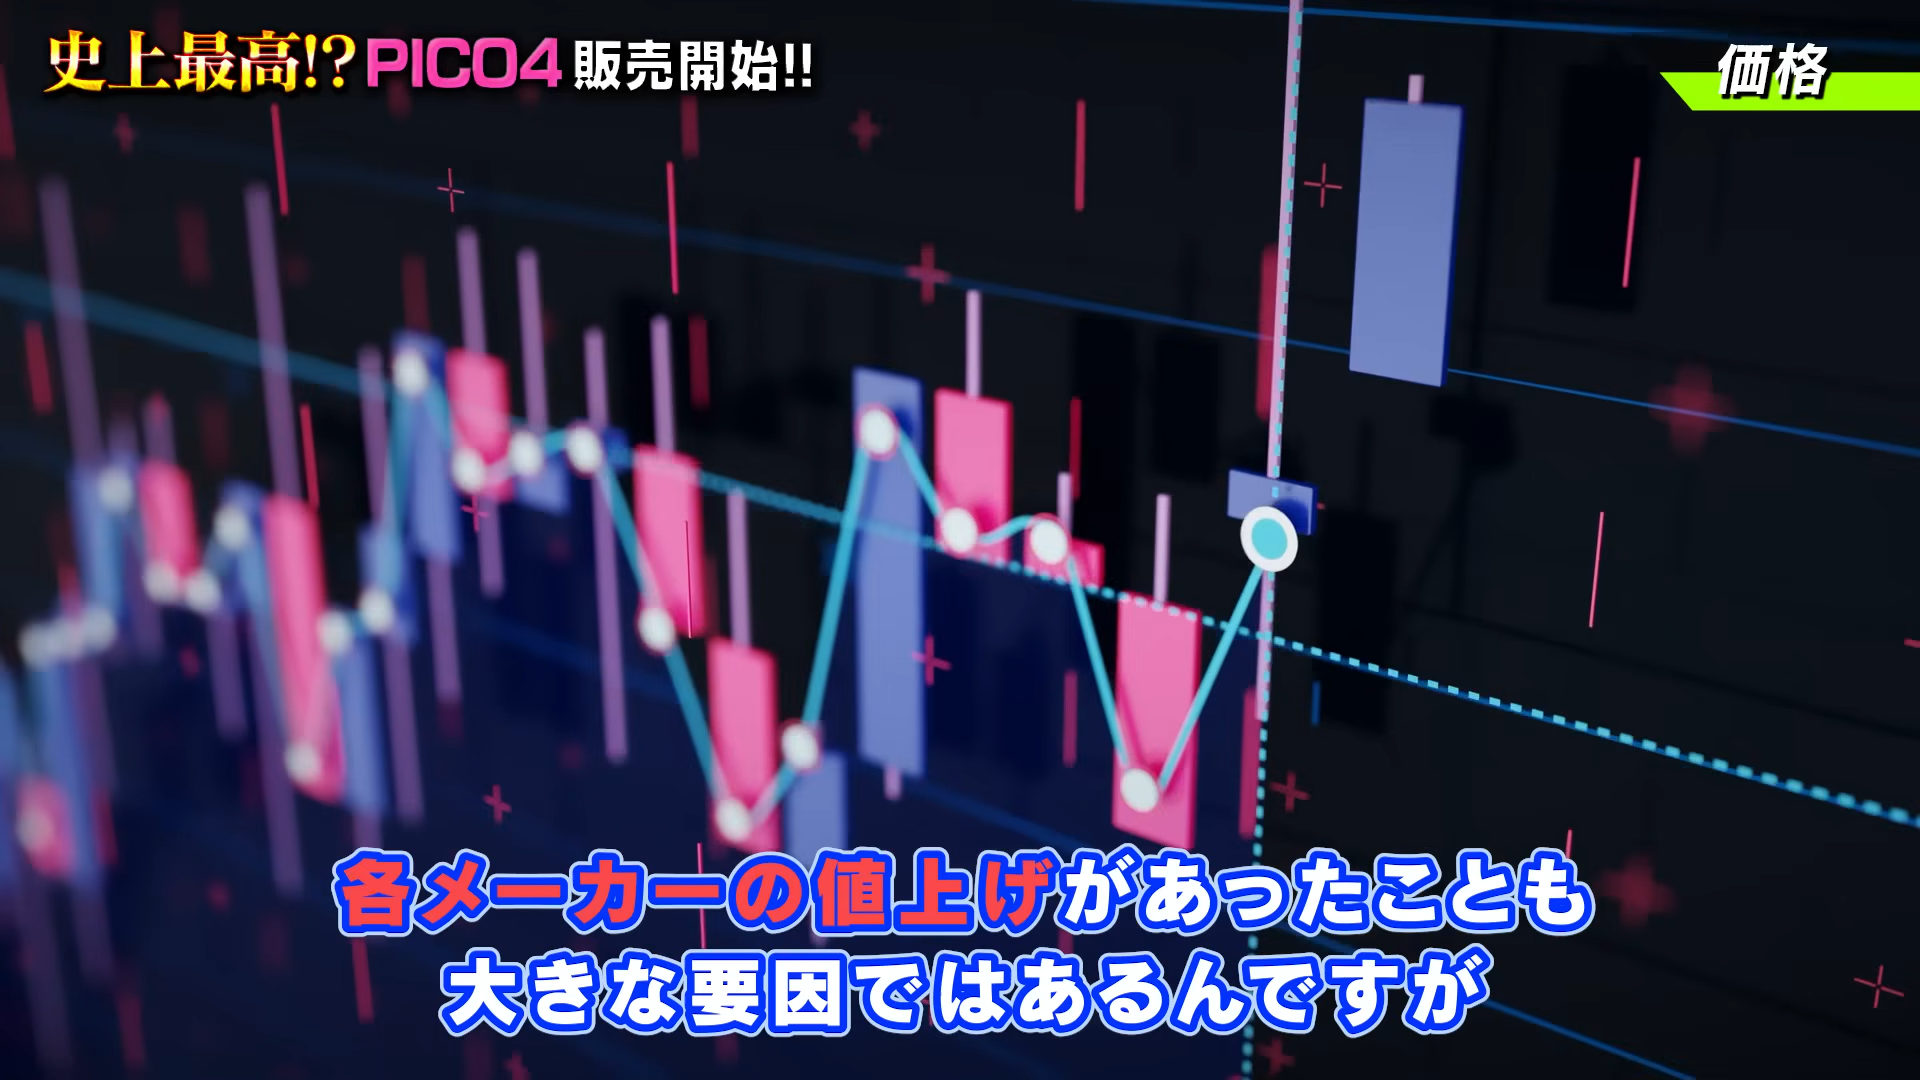 史上最高!?PICO4販売開始!!
価格
各メーカーの値上げがあったことも
大きな要因ではあるんですが